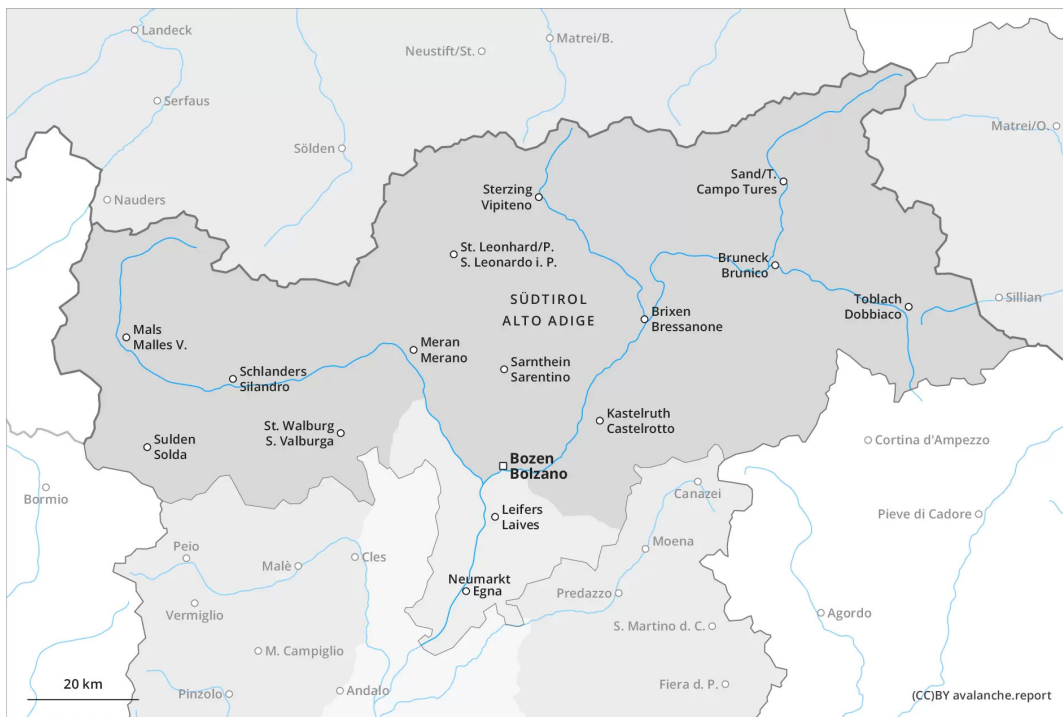 Landeck
Matrei/B.
Neustift/St.
Serfaus
Matrei/O.
Sölden
Sand/T.
Campo Tures
Sterzing
Vipiteno
Nauders
St. Leonhard/P.
S. Leonardo i. P.
Bruneck
Brunico
SÜDTIROL
ALTO ADIGE
Toblach
Dobbiaco
Sillian
Brixen
Bressanone
Mals
Malles V.
Meran
Merano
Sarnthein
Sarentino
Schlanders
Silandro
Kastelruth
Castelrotto
St. Walburg
S. Valburga
Sulden
Solda
Cortina d'Ampezzo
Bozen
Bolzano
Bormio
Canazei
Leifers
Laives
Pieve di Cadore
Peio
Moena
Malè
Cles
Neumarkt
Egna
Predazzo
Vermiglio
Agordo
S. Martino d. C.
M. Campiglio
20 km
Pinzolo
Andalo
Fiera d. P.
(CC)BY avalanche.report